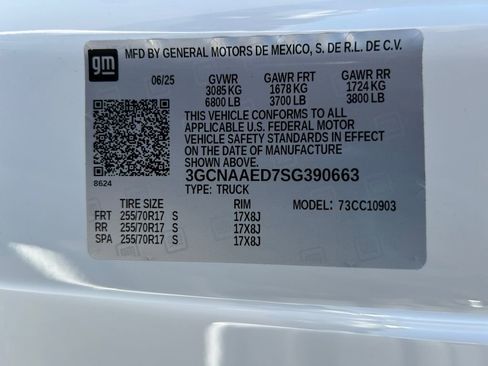 gm
MFD BY GENERAL MOTORS DE MEXICO, S. DE R.L. DE C.V.
06/25 GVWR GAWR FRT GAWR RR
3085 KG 1678 KG 1724 KG
6800 LB 3700 LB 3800 LB
THIS VEHICLE CONFORMS TO ALL
APPLICABLE U.S. FEDERAL MOTOR
VEHICLE SAFETY STANDARDS IN EFFECT
ON THE DATE OF MANUFACTURE
SHOWN ABOVE.
8624
3GCNAAED7SG390663
TYPE: TRUCK MODEL: 73CC10903
TIRE SIZE RIM
FRT 255/70R17 S 17X8J
RR 255/70R17 S 17X8J
SPA 255/70R17 S 17X8J